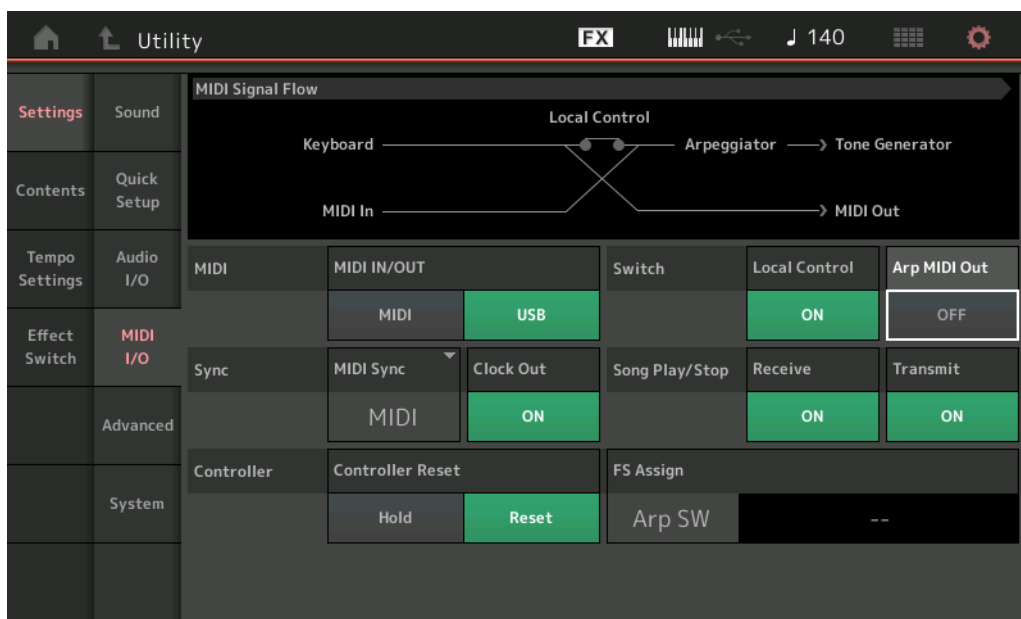 Utility FX ♩ 140
Settings
Contents
Tempo
Settings
Effect
Switch
Sound
Quick
Setup
Audio
I/O
MIDI
I/O
Advanced
System
MIDI Signal Flow
Local Control
Keyboard Arpeggiator Tone Generator
MIDI In MIDI Out
MIDI MIDI IN/OUT Switch Local Control Arp MIDI Out
MIDI USB ON OFF
Sync MIDI Sync Clock Out Song Play/Stop Receive Transmit
MIDI ON ON ON
Controller Controller Reset FS Assign
Hold Reset Arp SW --